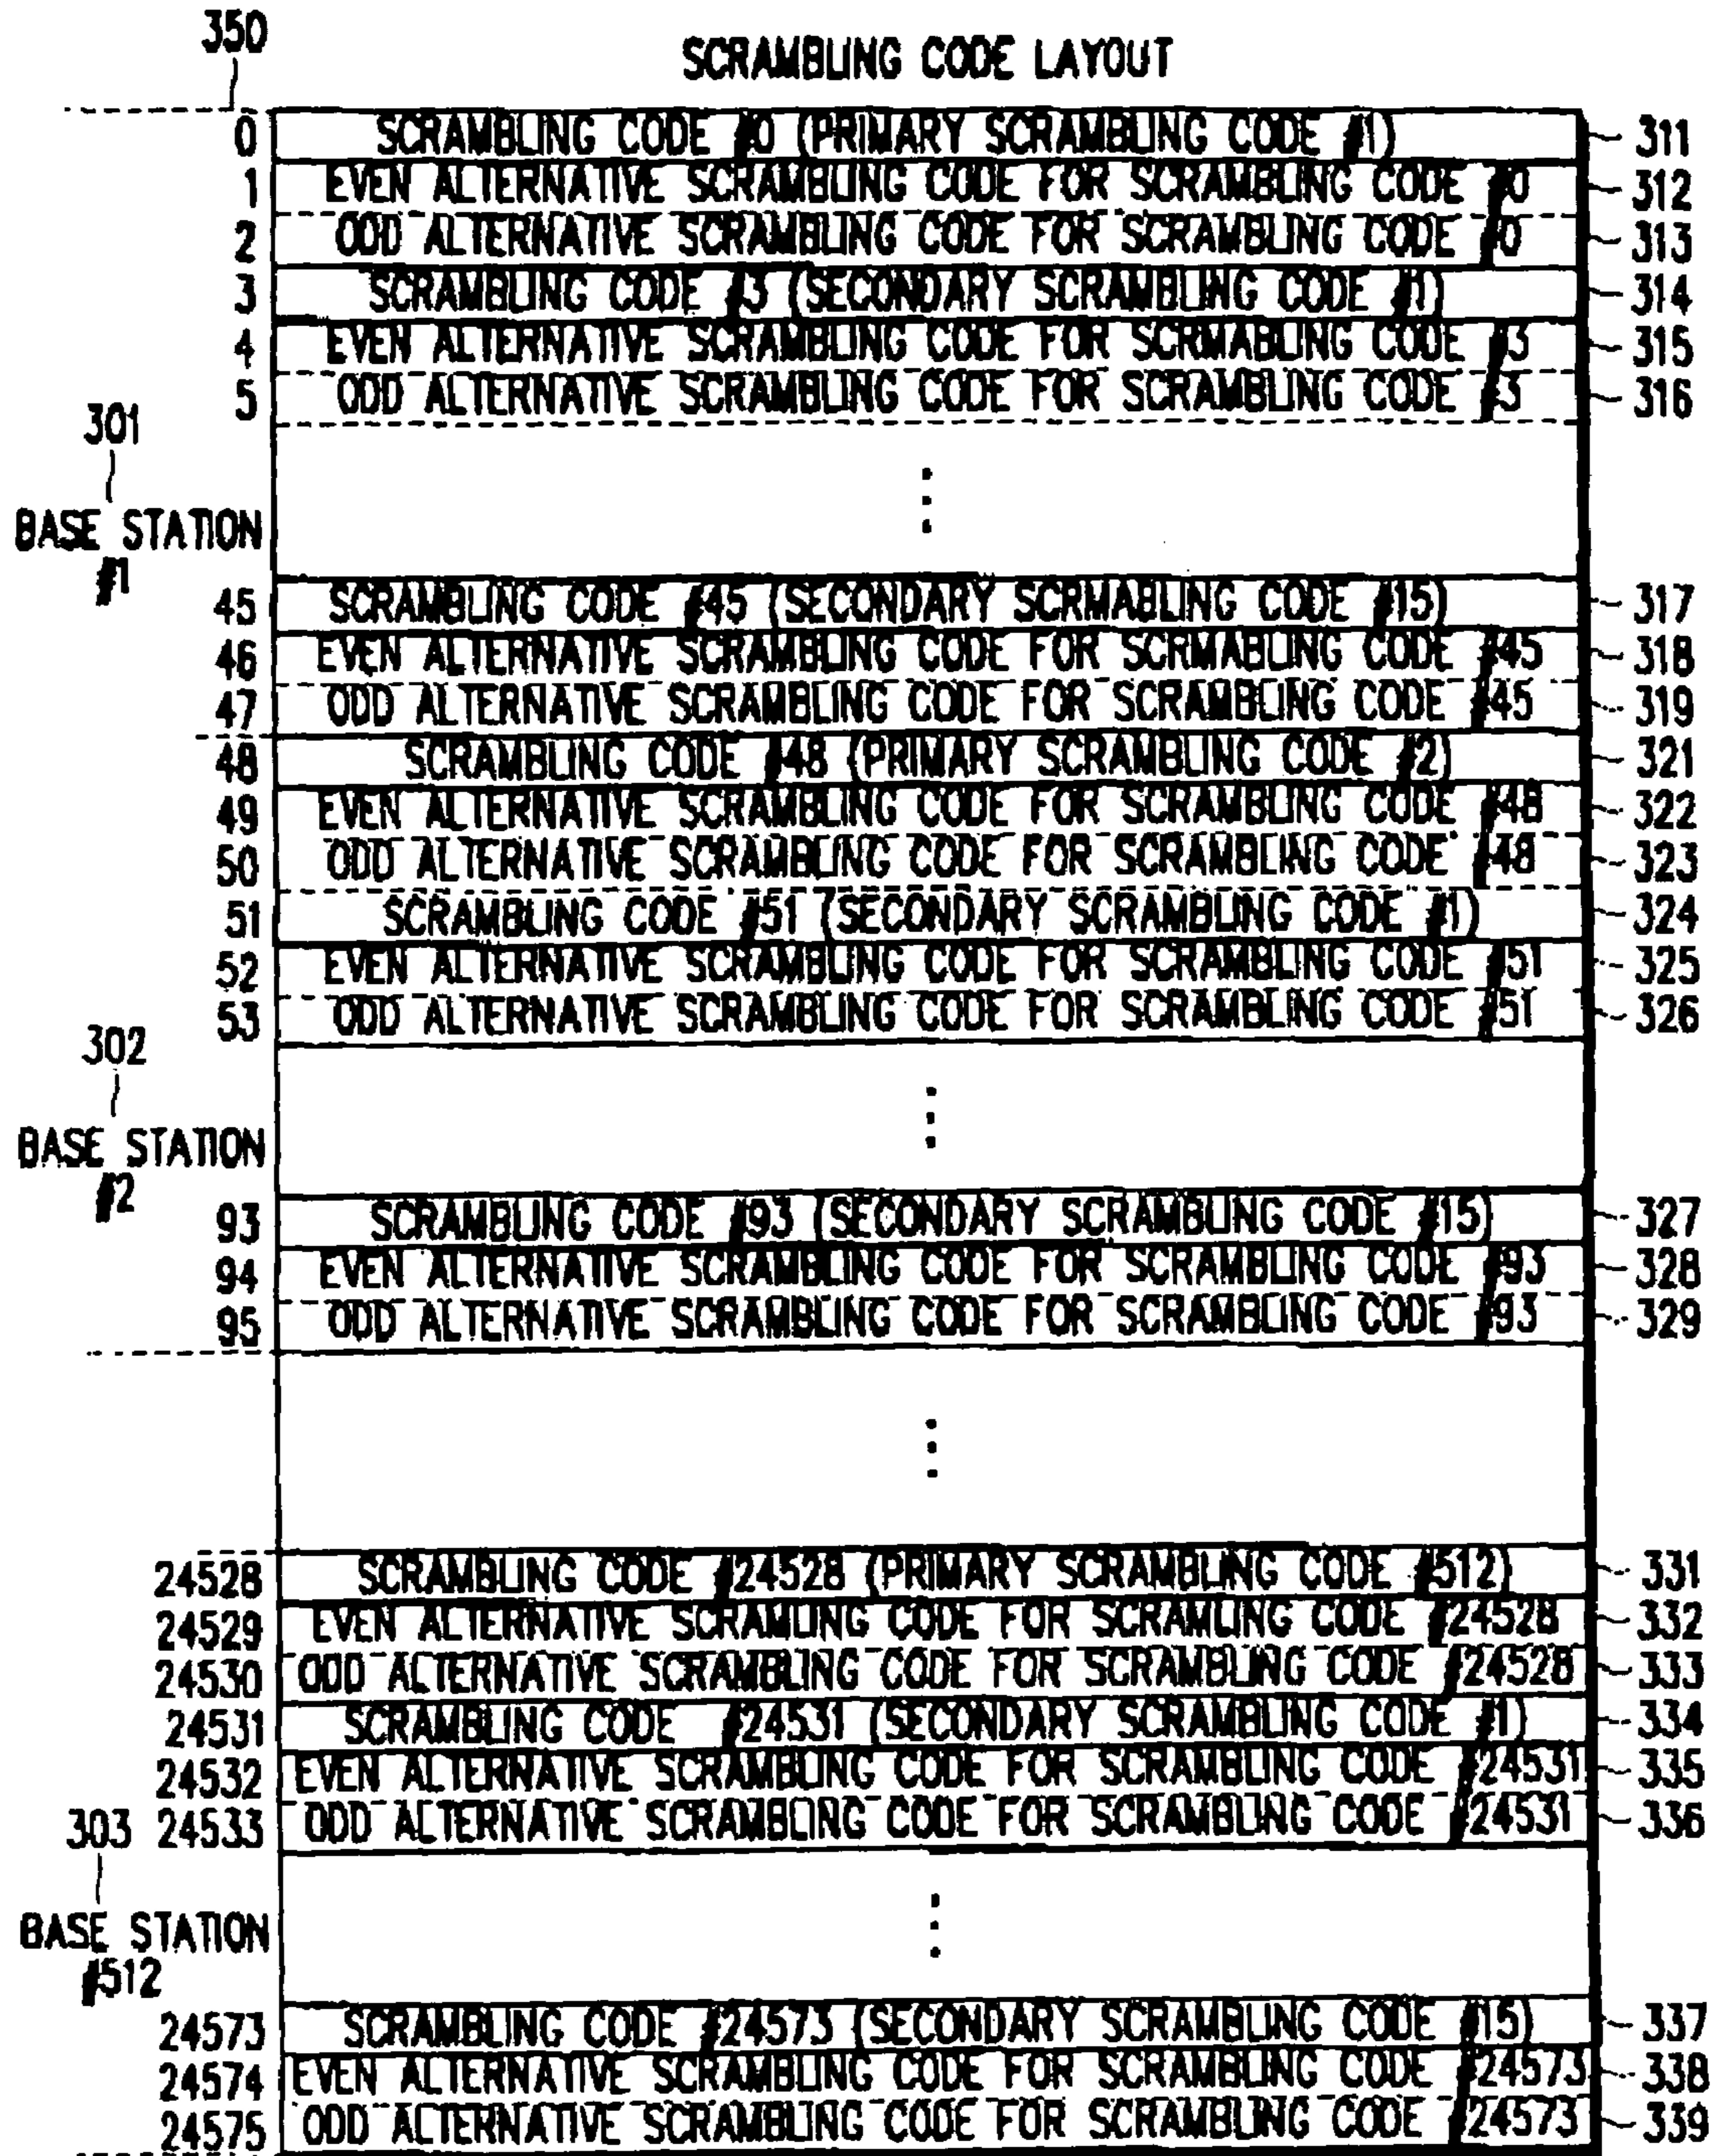 350
SCRAMBLING CODE LAYOUT
0 SCRAMBLING CODE #0 (PRIMARY SCRAMBLING CODE #1) 311
1 EVEN ALTERNATIVE SCRAMBLING CODE FOR SCRAMBLING CODE #0 312
2 ODD ALTERNATIVE SCRAMBLING CODE FOR SCRAMBLING CODE #0 313
3 SCRAMBLING CODE #3 (SECONDARY SCRAMBLING CODE #1) 314
4 EVEN ALTERNATIVE SCRAMBLING CODE FOR SCRMABLING CODE #3 315
5 ODD ALTERNATIVE SCRAMBLING CODE FOR SCRAMBLING CODE #3 316
301
BASE STATION
#1
45 SCRAMBLING CODE #45 (SECONDARY SCRMABLING CODE #15) 317
46 EVEN ALTERNATIVE SCRAMBLING CODE FOR SCRMABLING CODE #45 318
47 ODD ALTERNATIVE SCRAMBLING CODE FOR SCRAMBLING CODE #45 319
48 SCRAMBLING CODE #48 (PRIMARY SCRAMBLING CODE #2) 321
49 EVEN ALTERNATIVE SCRAMBLING CODE FOR SCRAMBLING CODE #48 322
50 ODD ALTERNATIVE SCRAMBLING CODE FOR SCRAMBLING CODE #48 323
51 SCRAMBLING CODE #51 (SECONDARY SCRAMBLING CODE #1) 324
52 EVEN ALTERNATIVE SCRAMBLING CODE FOR SCRAMBLING CODE #51 325
53 ODD ALTERNATIVE SCRAMBLING CODE FOR SCRAMBLING CODE #51 326
302
BASE STATION
#2
93 SCRAMBLING CODE #93 (SECONDARY SCRAMBLING CODE #15) 327
94 EVEN ALTERNATIVE SCRAMBLING CODE FOR SCRAMBLING CODE #93 328
95 ODD ALTERNATIVE SCRAMBLING CODE FOR SCRAMBLING CODE #93 329
24528 SCRAMBLING CODE #24528 (PRIMARY SCRAMBLING CODE #512) 331
24529 EVEN ALTERNATIVE SCRAMLING CODE FOR SCRAMLING CODE #24528 332
24530 ODD ALTERNATIVE SCRAMBLING CODE FOR SCRAMBLING CODE #24528 333
24531 SCRAMBLING CODE #24531 (SECONDARY SCRAMBLING CODE #1) 334
24532 EVEN ALTERNATIVE SCRAMBLING CODE FOR SCRAMBLING CODE #24531 335
24533 ODD ALTERNATIVE SCRAMBLING CODE FOR SCRAMBLING CODE #24531 336
303
BASE STATION
#512
24573 SCRAMBLING CODE #24573 (SECONDARY SCRAMBLING CODE #15) 337
24574 EVEN ALTERNATIVE SCRAMBLING CODE FOR SCRAMBLING CODE #24573 338
24575 ODD ALTERNATIVE SCRAMBLING CODE FOR SCRAMBLING CODE #24573 339